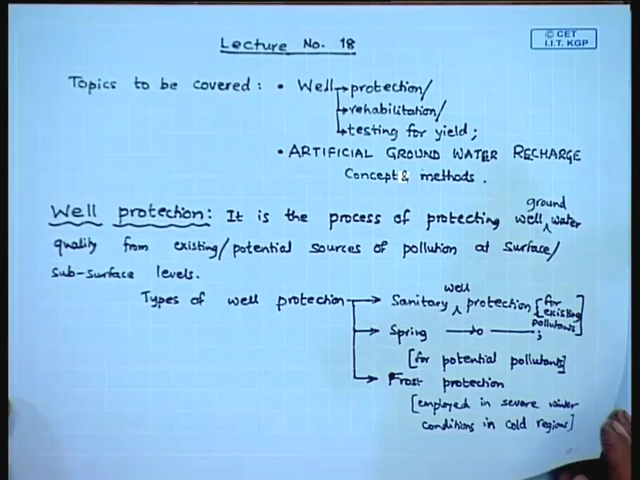 © CET
I.I.T. KGP
Lecture No. 18
Topics to be covered : • Well → protection/
→ rehabilitation/
→ testing for yield ;
• ARTIFICIAL GROUND WATER RECHARGE
Concept & methods .
ground
Well protection: It is the process of protecting well ^ water
quality from existing/potential sources of pollution at surface/
sub-surface levels.
well
Types of well protection → Sanitary ^ protection [for
existing
pollutants]
→ Spring —"— ;
[for potential pollutants]
→ Frost protection
[employed in severe winter
conditions in cold regions]